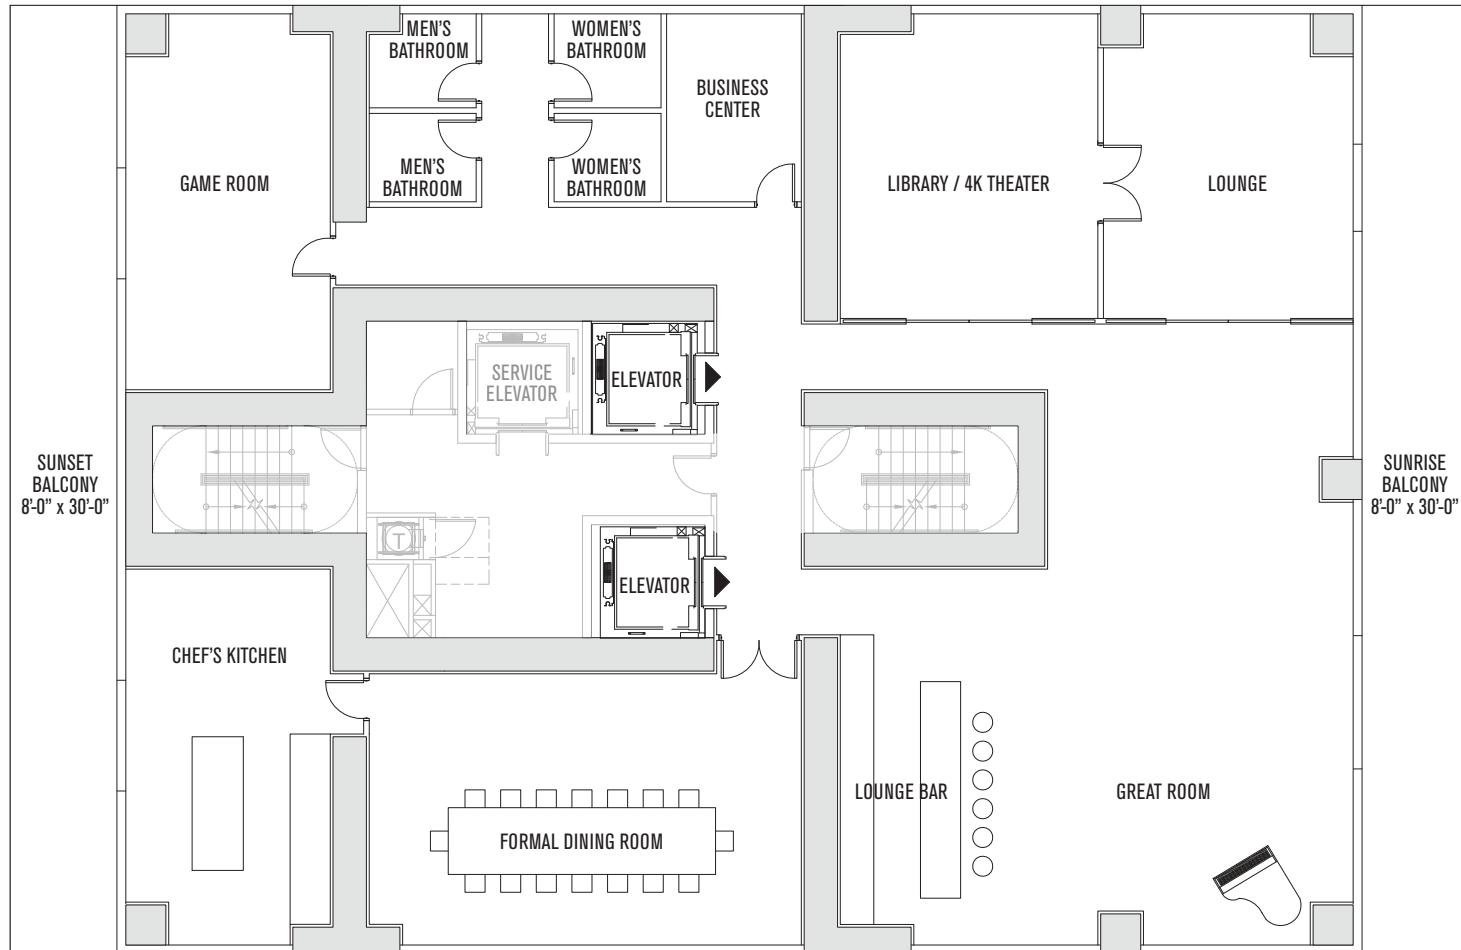 MEN'S
BATHROOM
WOMEN'S
BATHROOM
BUSINESS
CENTER
MEN'S
BATHROOM
WOMEN'S
BATHROOM
GAME ROOM
LIBRARY / 4K THEATER
LOUNGE
SERVICE
ELEVATOR
ELEVATOR
SUNSET
BALCONY
8'-0" x 30'-0"
SUNRISE
BALCONY
8'-0" x 30'-0"
T
ELEVATOR
CHEF'S KITCHEN
LOUNGE BAR
GREAT ROOM
FORMAL DINING ROOM